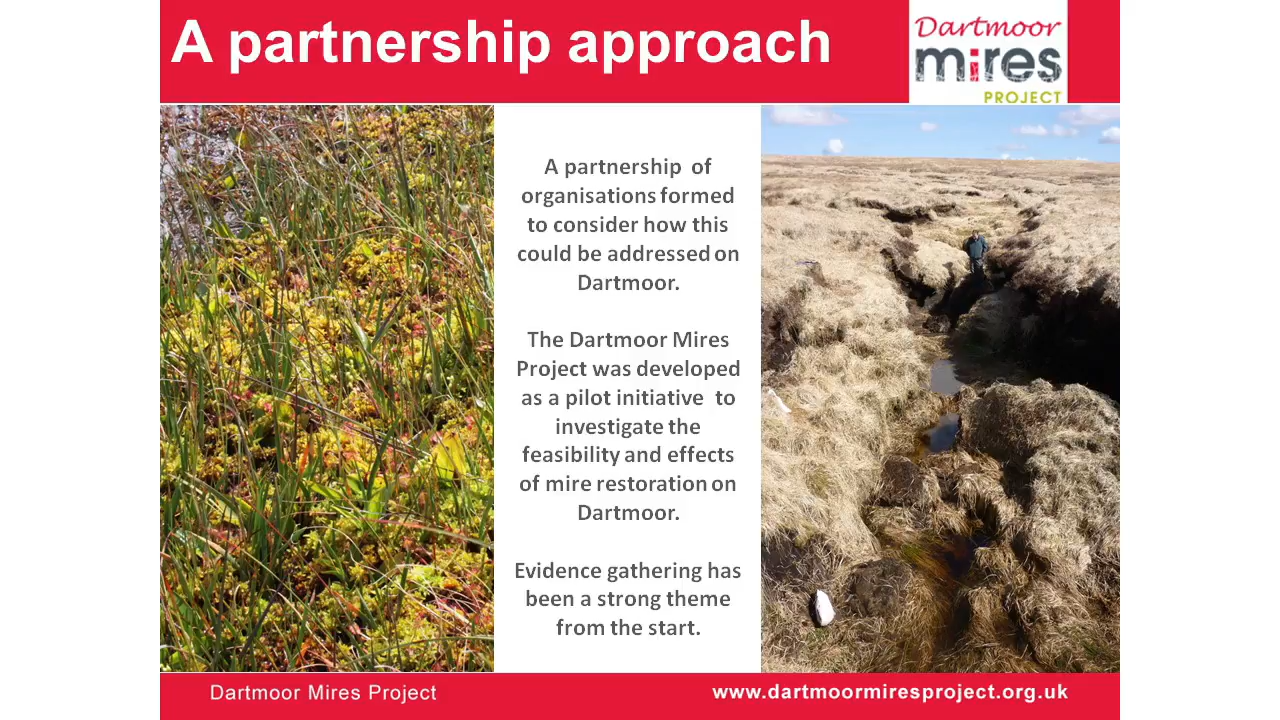 A partnership approach
Dartmoor
mires
PROJECT
A partnership of
organisations formed
to consider how this
could be addressed on
Dartmoor.
The Dartmoor Mires
Project was developed
as a pilot initiative to
investigate the
feasibility and effects
of mire restoration on
Dartmoor.
Evidence gathering has
been a strong theme
from the start.
Dartmoor Mires Project
www.dartmoormiresproject.org.uk